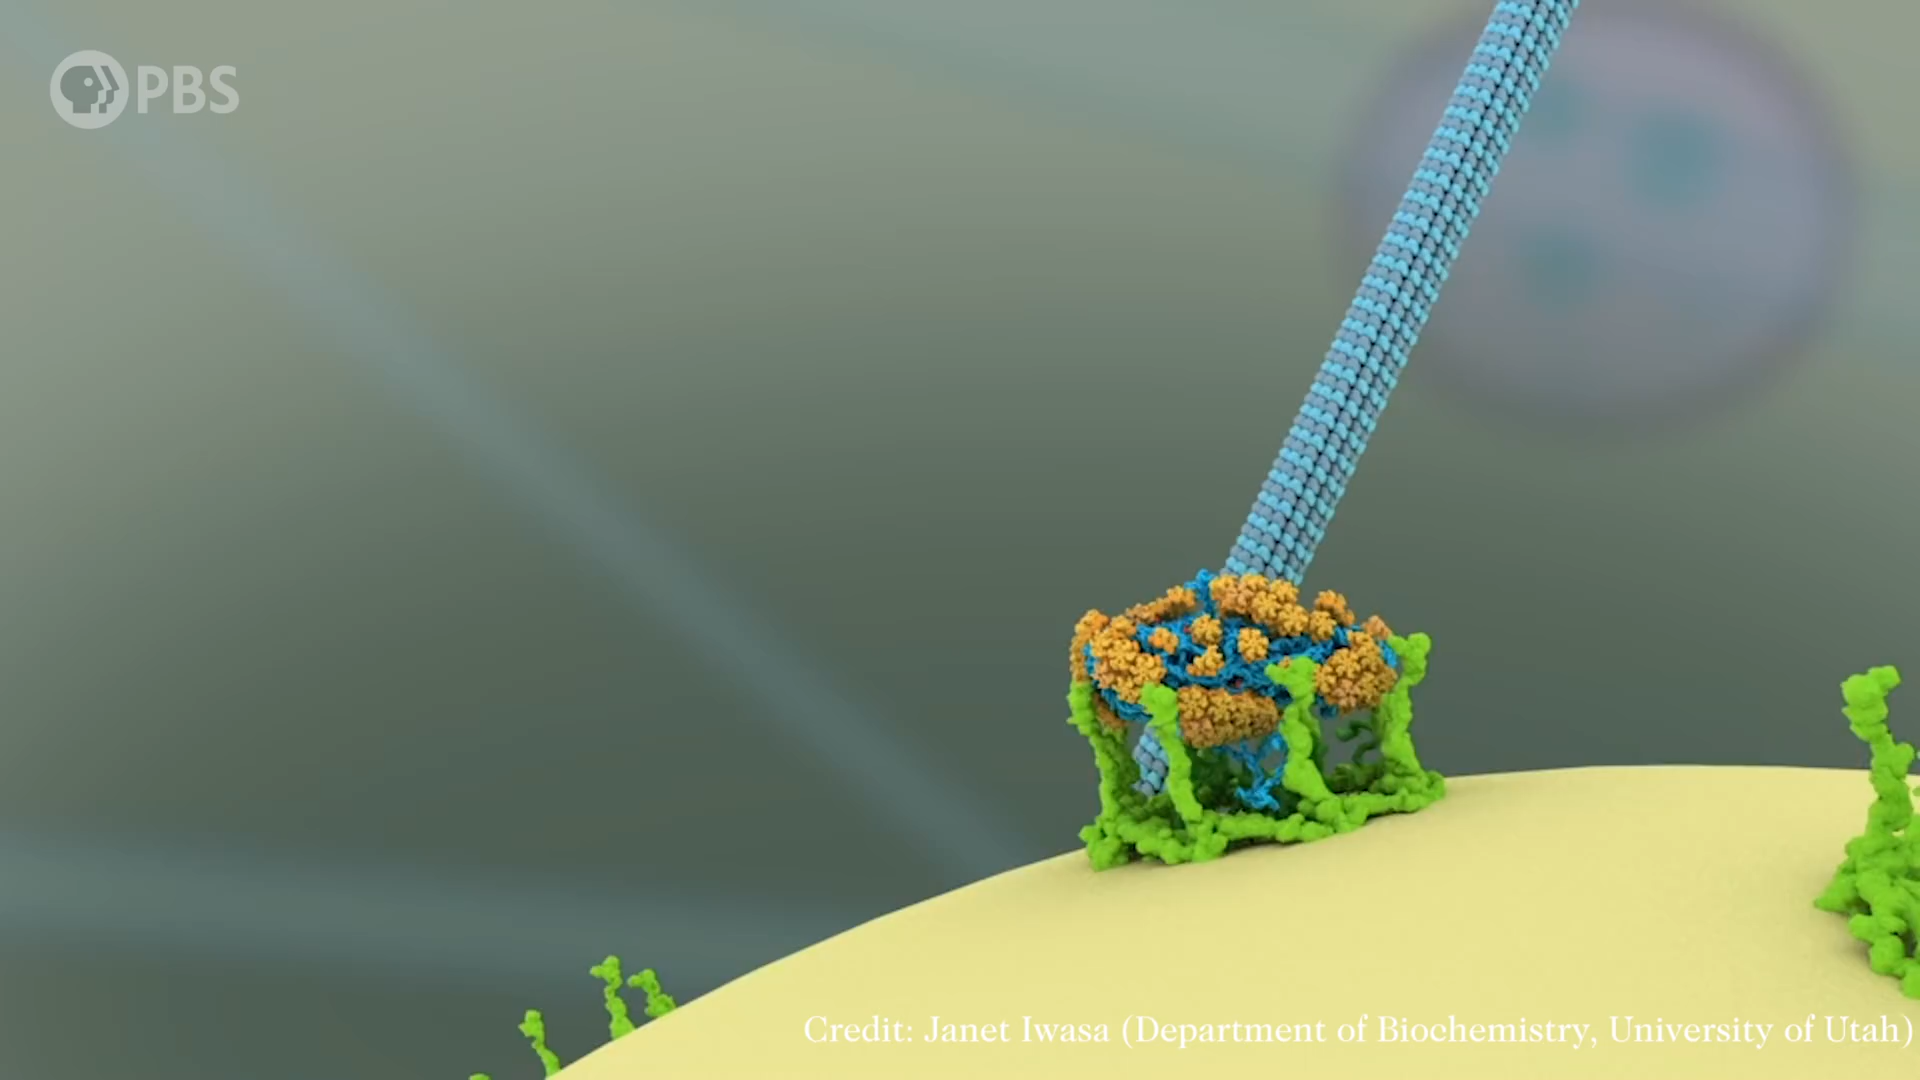 PBS
Credit: Janet Iwasa (Department of Biochemistry, University of Utah)